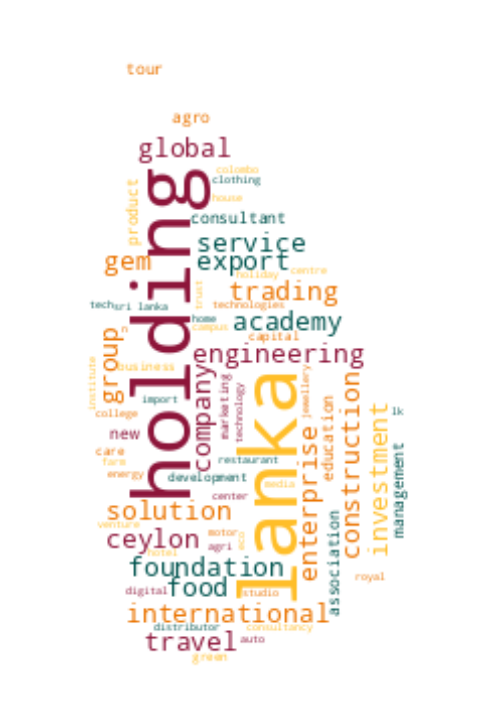 tour
agro
global
colombo
clothing
holding
product
house
consultant
service
gem
export
holiday
centre
trust
trading
tech
sri lanka
technologies
home
academy
campus
capital
group
engineering
business
institute
company
marketing
technology
lanka
jewellery
construction
import
education
college
investment
lk
new
enterprise
management
care
restaurant
farm
energy
development
media
center
solution
association
venture
ceylon
motor
eco
agri
hotel
foundation
royal
food
digital
studio
international
distributor
consultancy
travel
auto
green